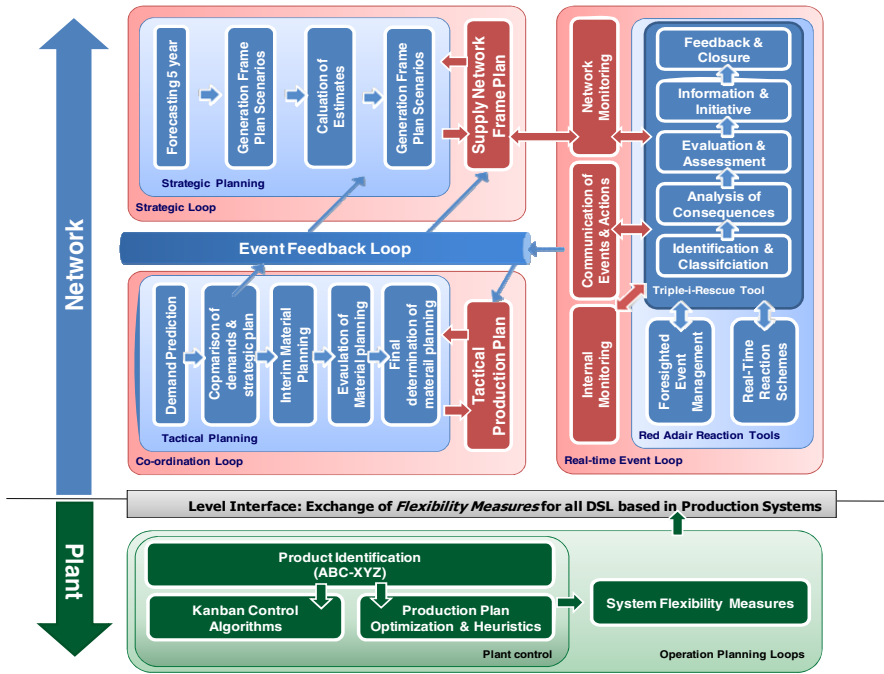 Network
Plant
Forecasting 5 year
Generation Frame
Plan Scenarios
Caluation of
Estimates
Generation Frame
Plan Scenarios
Supply Network
Frame Plan
Strategic Planning
Strategic Loop
Event Feedback Loop
Demand Prediction
Copmarison of
demands &
strategic plan
Interim Material
Planning
Evaulation of
Material planning
Final
determination of
materail planning
Tactical
Production Plan
Tactical Planning
Co-ordination Loop
Network
Monitoring
Communication of
Events & Actions
Internal
Monitoring
Feedback &
Closure
Information &
Initiative
Evaluation &
Assessment
Analysis of
Consequences
Identification &
Classifciation
Triple-i-Rescue Tool
Foresighted
Event
Management
Real-Time
Reaction
Schemes
Red Adair Reaction Tools
Real-time Event Loop
Level Interface: Exchange of Flexibility Measures for all DSL based in Production Systems
Product Identification
(ABC-XYZ)
Kanban Control
Algorithms
Production Plan
Optimization & Heuristics
System Flexibility Measures
Plant control
Operation Planning Loops